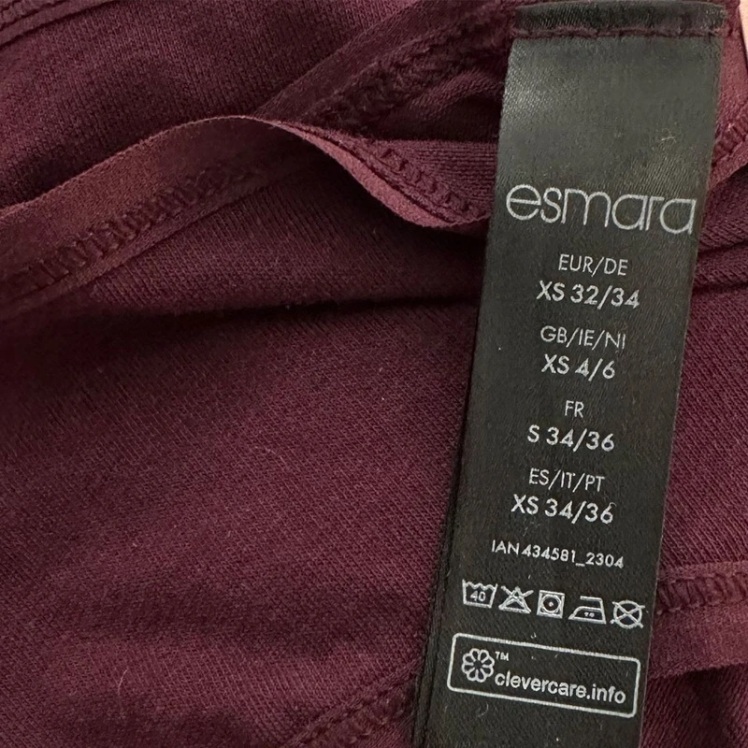 esmara
EUR/DE
XS 32/34
GB/IE/NI
XS 4/6
FR
S 34/36
ES/IT/PT
XS 34/36
IAN 434581_2304
40
™
clevercare.info